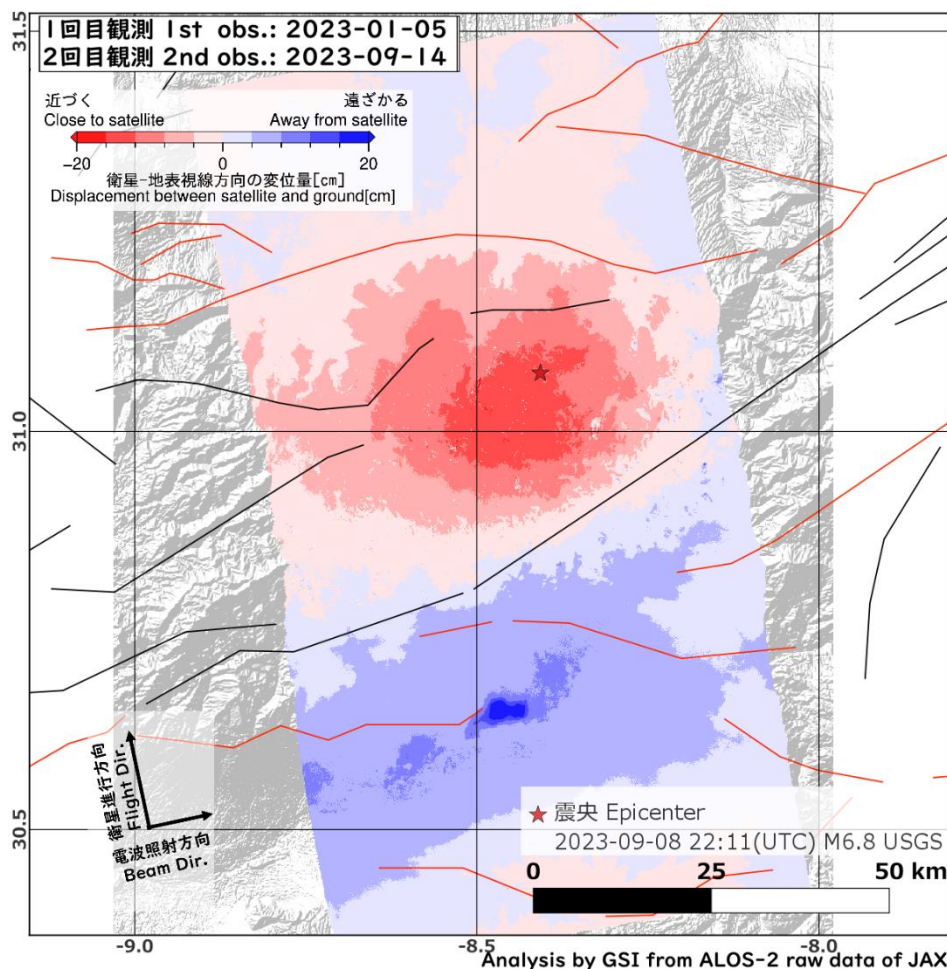 1回目観測 1st obs.: 2023-01-05
2回目観測 2nd obs.: 2023-09-14
近づく 遠ざかる
Close to satellite Away from satellite
-20 0 20
衛星-地表視線方向の変位量[cm]
Displacement between satellite and ground[cm]
31.5
31.0
30.5
衛星進行方向
Flight Dir.
電波照射方向
Beam Dir.
震央 Epicenter
2023-09-08 22:11(UTC) M6.8 USGS
0 25 50 km
-9.0 -8.5 -8.0
Analysis by GSI from ALOS-2 raw data of JAX